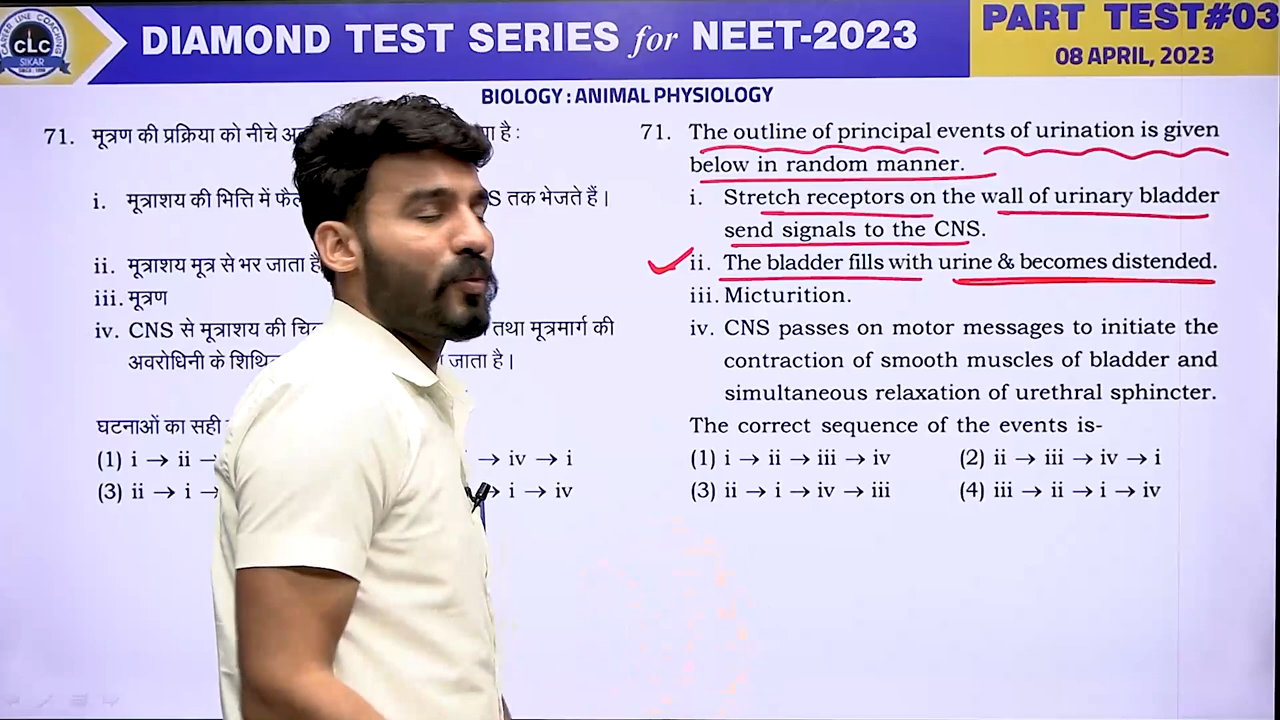 CAREER LINE COACHING
CLC
SIKAR
DIAMOND TEST SERIES for NEET-2023
PART TEST#03
08 APRIL, 2023
BIOLOGY : ANIMAL PHYSIOLOGY
71. मूत्रण की प्रक्रिया को नीचे है :
i. मूत्राशय की भित्ति में तक भेजते हैं।
ii. मूत्राशय मूत्र से भर जाता है
iii. मूत्रण
iv. CNS से मूत्राशय की तथा मूत्रमार्ग की
अवरोधिनी के जाता है।
घटनाओं का सही
(1) i → ii → → iv → i
(3) ii → i → → i → iv
71. The outline of principal events of urination is given
below in random manner.
i. Stretch receptors on the wall of urinary bladder
send signals to the CNS.
ii. The bladder fills with urine & becomes distended.
iii. Micturition.
iv. CNS passes on motor messages to initiate the
contraction of smooth muscles of bladder and
simultaneous relaxation of urethral sphincter.
The correct sequence of the events is-
(1) i → ii → iii → iv (2) ii → iii → iv → i
(3) ii → i → iv → iii (4) iii → ii → i → iv